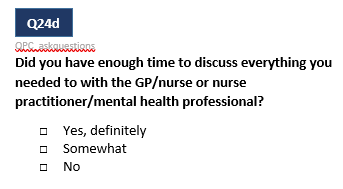 Q24d
QPC_askquestions
Did you have enough time to discuss everything you
needed to with the GP/nurse or nurse
practitioner/mental health professional?
Yes, definitely
Somewhat
No